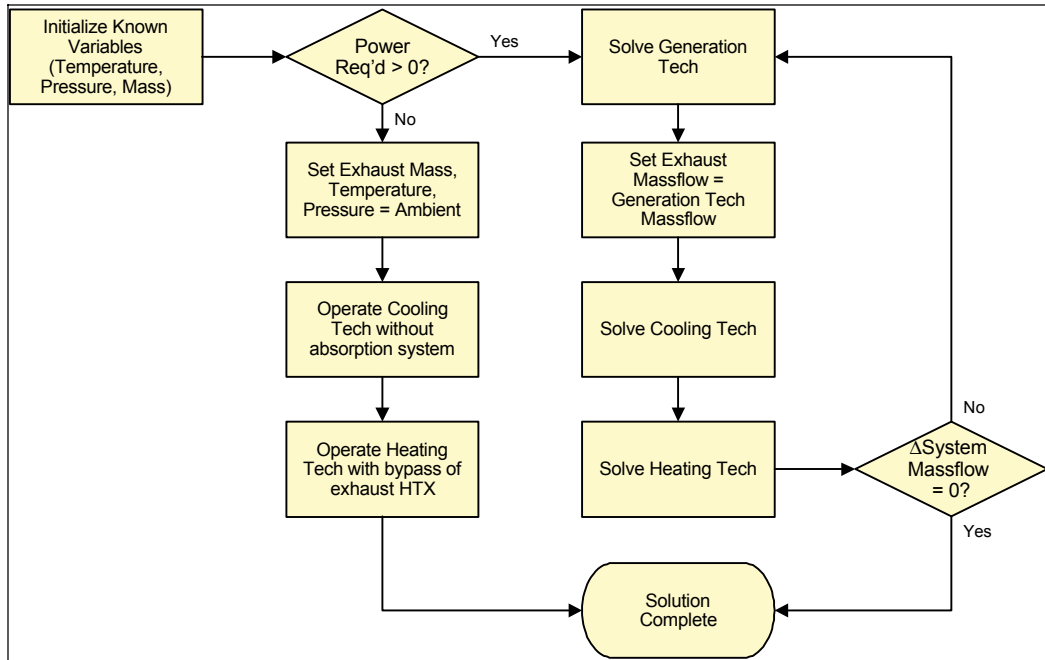 Initialize Known
Variables
(Temperature,
Pressure, Mass)
Power
Req'd > 0?
Yes
Solve Generation
Tech
No
Set Exhaust Mass,
Temperature,
Pressure = Ambient
Set Exhaust
Massflow =
Generation Tech
Massflow
Operate Cooling
Tech without
absorption system
Solve Cooling Tech
Operate Heating
Tech with bypass of
exhaust HTX
Solve Heating Tech
No
ΔSystem
Massflow
= 0?
Yes
Solution
Complete